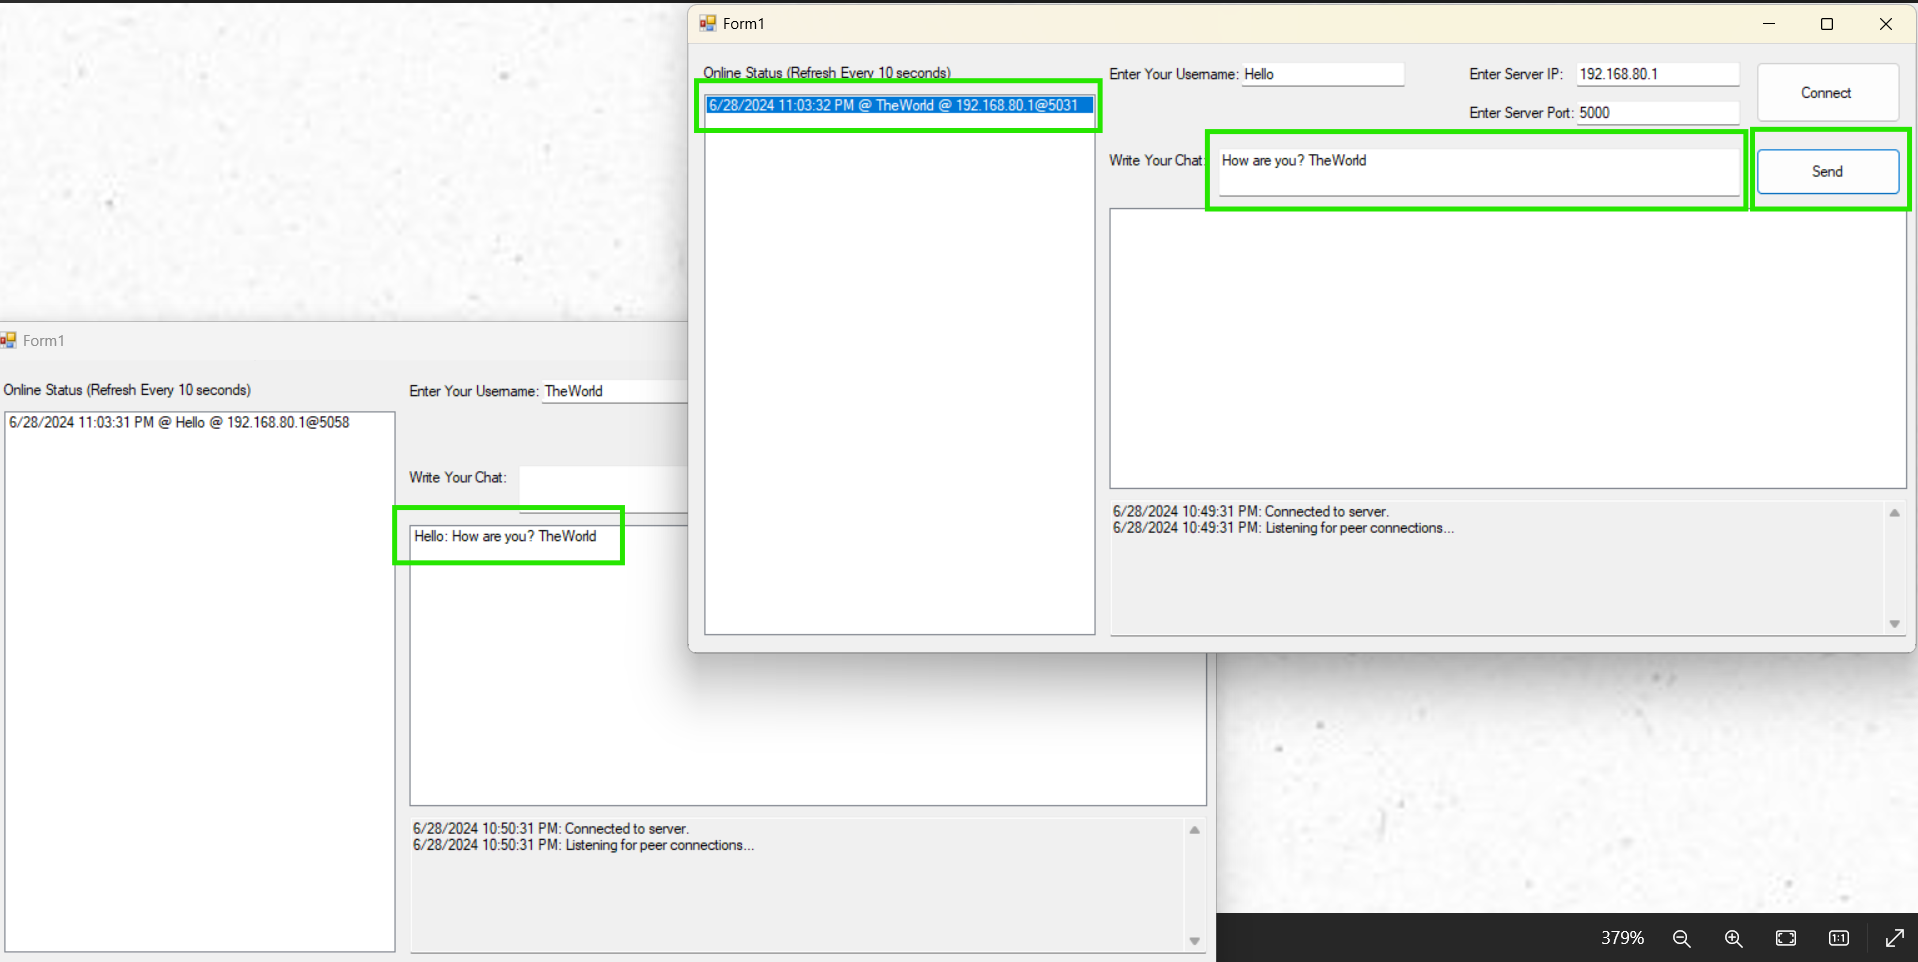 Form1
Online Status (Refresh Every 10 seconds)
6/28/2024 11:03:32 PM @ TheWorld @ 192.168.80.1@5031
Enter Your Username: Hello
Enter Server IP: 192.168.80.1
Enter Server Port: 5000
Connect
Write Your Chat: How are you? TheWorld
Send
6/28/2024 10:49:31 PM: Connected to server.
6/28/2024 10:49:31 PM: Listening for peer connections...
Form1
Online Status (Refresh Every 10 seconds)
6/28/2024 11:03:31 PM @ Hello @ 192.168.80.1@5058
Enter Your Username: TheWorld
Write Your Chat:
Hello: How are you? TheWorld
6/28/2024 10:50:31 PM: Connected to server.
6/28/2024 10:50:31 PM: Listening for peer connections...
379%
1:1